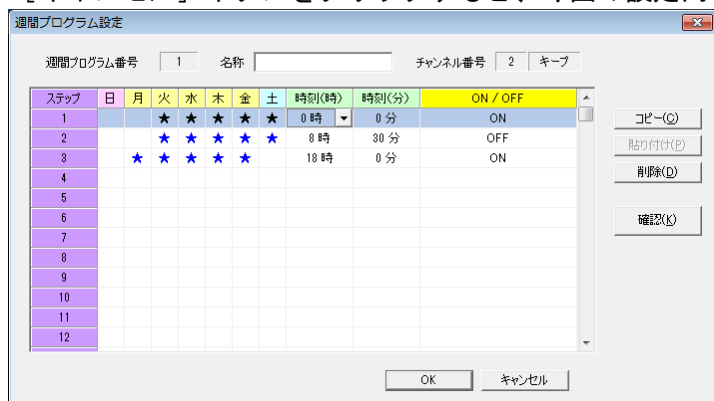 週間プログラム設定
週間プログラム番号 1 名称 チャンネル番号 2 キープ
ステップ 日 月 火 水 木 金 土 時刻(時) 時刻(分) ON / OFF
1 ★ ★ ★ ★ ★ 0 時 0 分 ON
2 ★ ★ ★ ★ ★ 8 時 30 分 OFF
3 ★ ★ ★ ★ ★ 18 時 0 分 ON
4
5
6
7
8
9
10
11
12
コピー(C)
貼り付け(P)
削除(D)
確認(K)
OK キャンセル